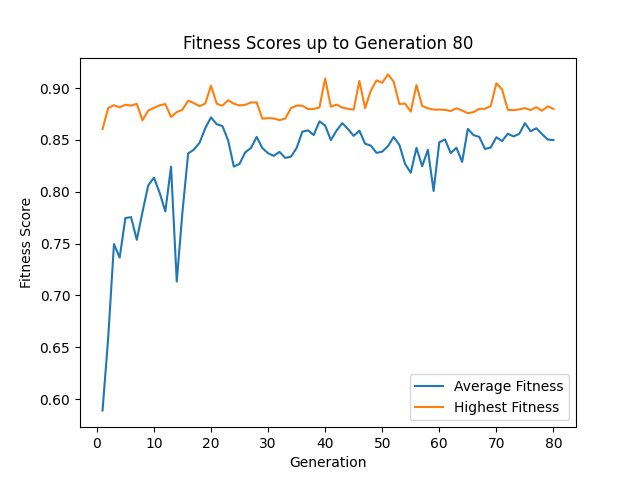 Fitness Scores up to Generation 80
Fitness Score
0.90
0.85
0.80
0.75
0.70
0.65
0.60
0 10 20 30 40 50 60 70 80
Generation
Average Fitness
Highest Fitness